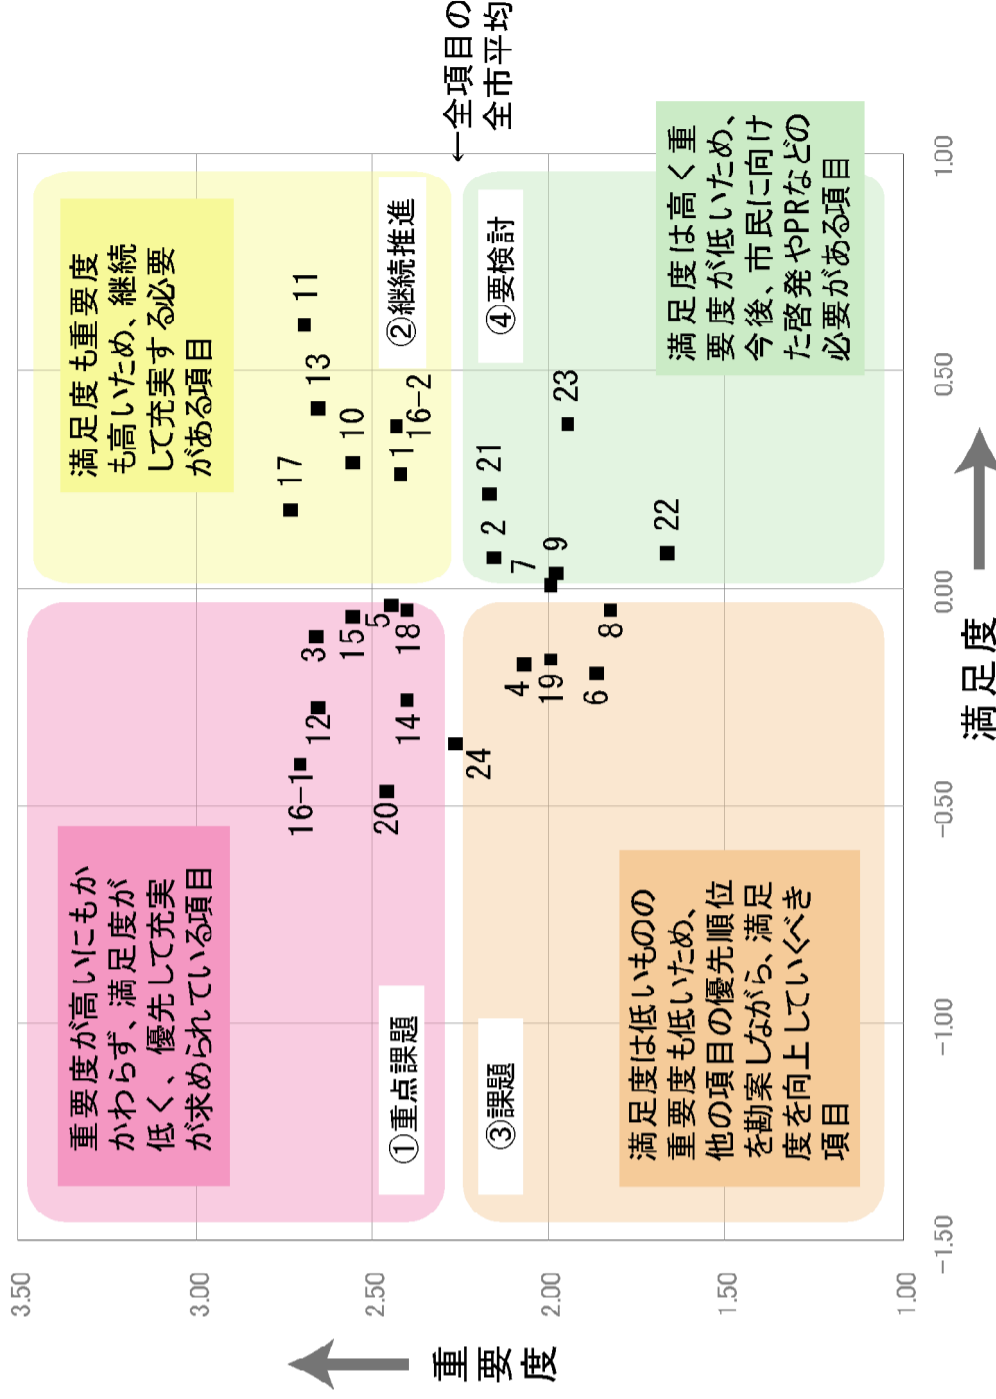 3.50
3.00
2.50
2.00
1.50
1.00
重要度
重要度が高いにもか
かわらず、満足度が
低く、優先して充実
が求められている項目
①重点課題
満足度も重要度
も高いため、継続
して充実する必要
がある項目
②継続推進
←全項目の
全市平均
16−1
12
3
15
5
18
14
20
24
17
13
11
10
1
16−2
③課題
満足度は低いものの
重要度も低いため、
他の項目の優先順位
を勘案しながら、満足
度を向上していくべき
項目
④要検討
満足度は高く重
要度が低いため、
今後、市民に向け
た啓発やPRなどの
必要がある項目
4
19
6
8
2
21
7
9
23
22
−1.50
−1.00
−0.50
0.00
0.50
1.00
満足度